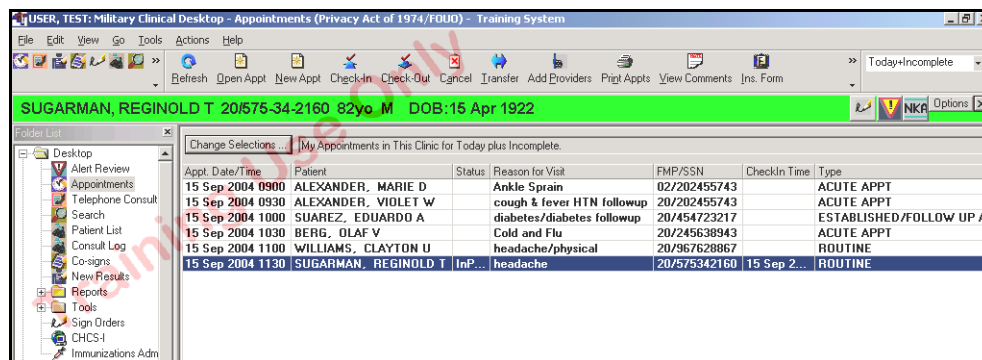 USER, TEST: Military Clinical Desktop - Appointments (Privacy Act of 1974/FOUO) - Training System
File Edit View Go Tools Actions Help
Refresh Open Appt New Appt Check-In Check-Out Cancel Transfer Add Providers Print Appts View Comments Ins. Form
Today+Incomplete
SUGARMAN, REGINOLD T 20/575-34-2160 82yo M DOB:15 Apr 1922
NKA Options
Folder List
Desktop
Alert Review
Appointments
Telephone Consult
Search
Patient List
Consult Log
Co-signs
New Results
Reports
Tools
Sign Orders
CHCS-I
Immunizations Adm
Change Selections ... My Appointments in This Clinic for Today plus Incomplete.
Appt. Date/Time Patient Status Reason for Visit FMP/SSN CheckIn Time Type
15 Sep 2004 0900 ALEXANDER, MARIE D Ankle Sprain 02/202455743 ACUTE APPT
15 Sep 2004 0930 ALEXANDER, VIOLET W cough & fever HTN followup 20/202455743 ACUTE APPT
15 Sep 2004 1000 SUAREZ, EDUARDO A diabetes/diabetes followup 20/454723217 ESTABLISHED/FOLLOW UP A
15 Sep 2004 1030 BERG, OLAF V Cold and Flu 20/245638943 ACUTE APPT
15 Sep 2004 1100 WILLIAMS, CLAYTON U headache/physical 20/967628867 ROUTINE
15 Sep 2004 1130 SUGARMAN, REGINOLD T InP... headache 20/575342160 15 Sep 2... ROUTINE
Training Use Only